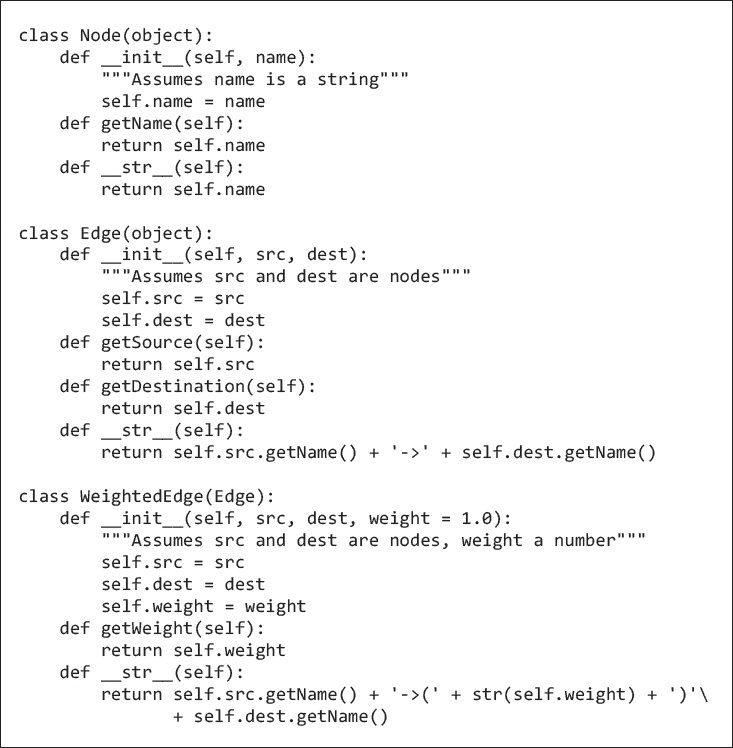 class Node(object):
    def __init__(self, name):
        """Assumes name is a string"""
        self.name = name
    def getName(self):
        return self.name
    def __str__(self):
        return self.name

class Edge(object):
    def __init__(self, src, dest):
        """Assumes src and dest are nodes"""
        self.src = src
        self.dest = dest
    def getSource(self):
        return self.src
    def getDestination(self):
        return self.dest
    def __str__(self):
        return self.src.getName() + '->' + self.dest.getName()

class WeightedEdge(Edge):
    def __init__(self, src, dest, weight = 1.0):
        """Assumes src and dest are nodes, weight a number"""
        self.src = src
        self.dest = dest
        self.weight = weight
    def getWeight(self):
        return self.weight
    def __str__(self):
        return self.src.getName() + '->(' + str(self.weight) + ')'\
               + self.dest.getName()